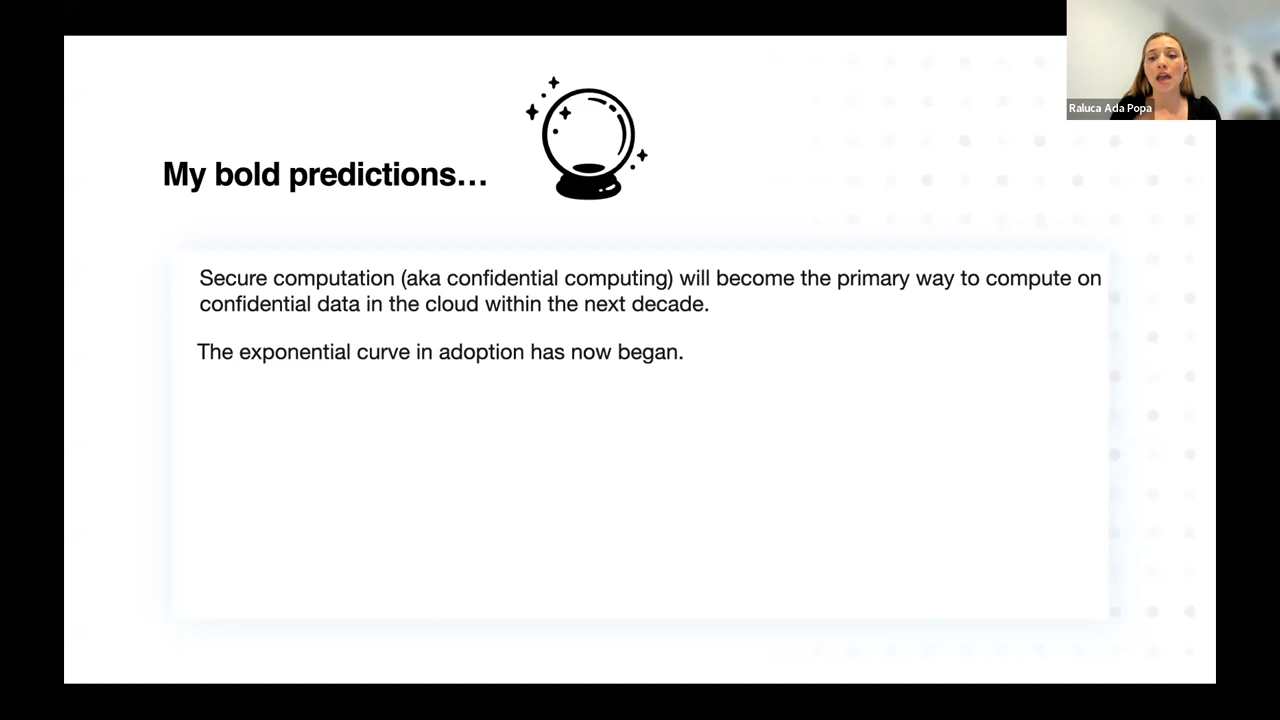 Raluca Ada Popa
My bold predictions…
Secure computation (aka confidential computing) will become the primary way to compute on
confidential data in the cloud within the next decade.
The exponential curve in adoption has now began.